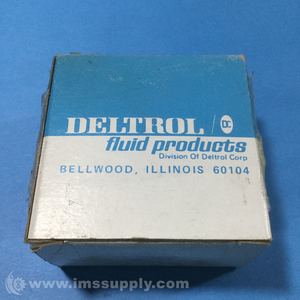 DELTROL / DC
fluid products
Division Of Deltrol Corp
BELLWOOD, ILLINOIS 60104
© www.imssupply.com